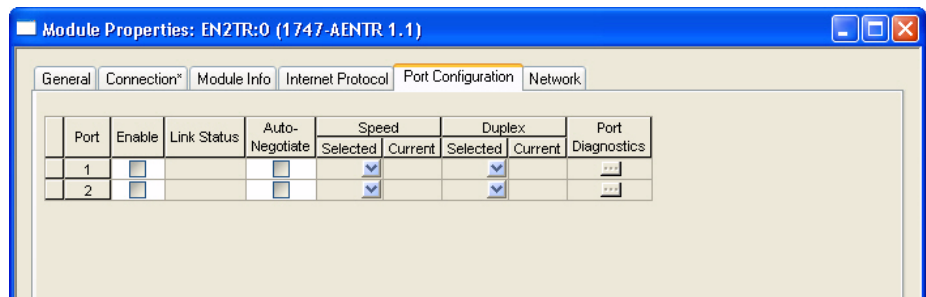 Module Properties: EN2TR:0 (1747-AENTR 1.1)
General Connection* Module Info Internet Protocol Port Configuration Network
Port Enable Link Status Auto-Negotiate Speed Duplex Port Diagnostics
Selected Current Selected Current
1
2